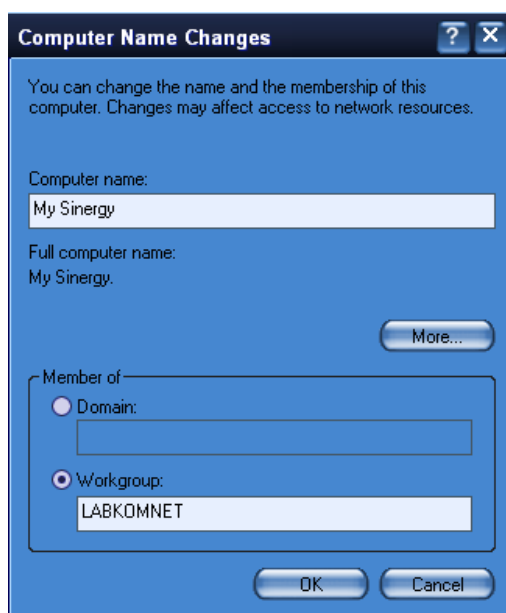 Computer Name Changes
You can change the name and the membership of this
computer. Changes may affect access to network resources.
Computer name:
My Sinergy
Full computer name:
My Sinergy.
More...
Member of
Domain:
Workgroup:
LABKOMNET
OK Cancel